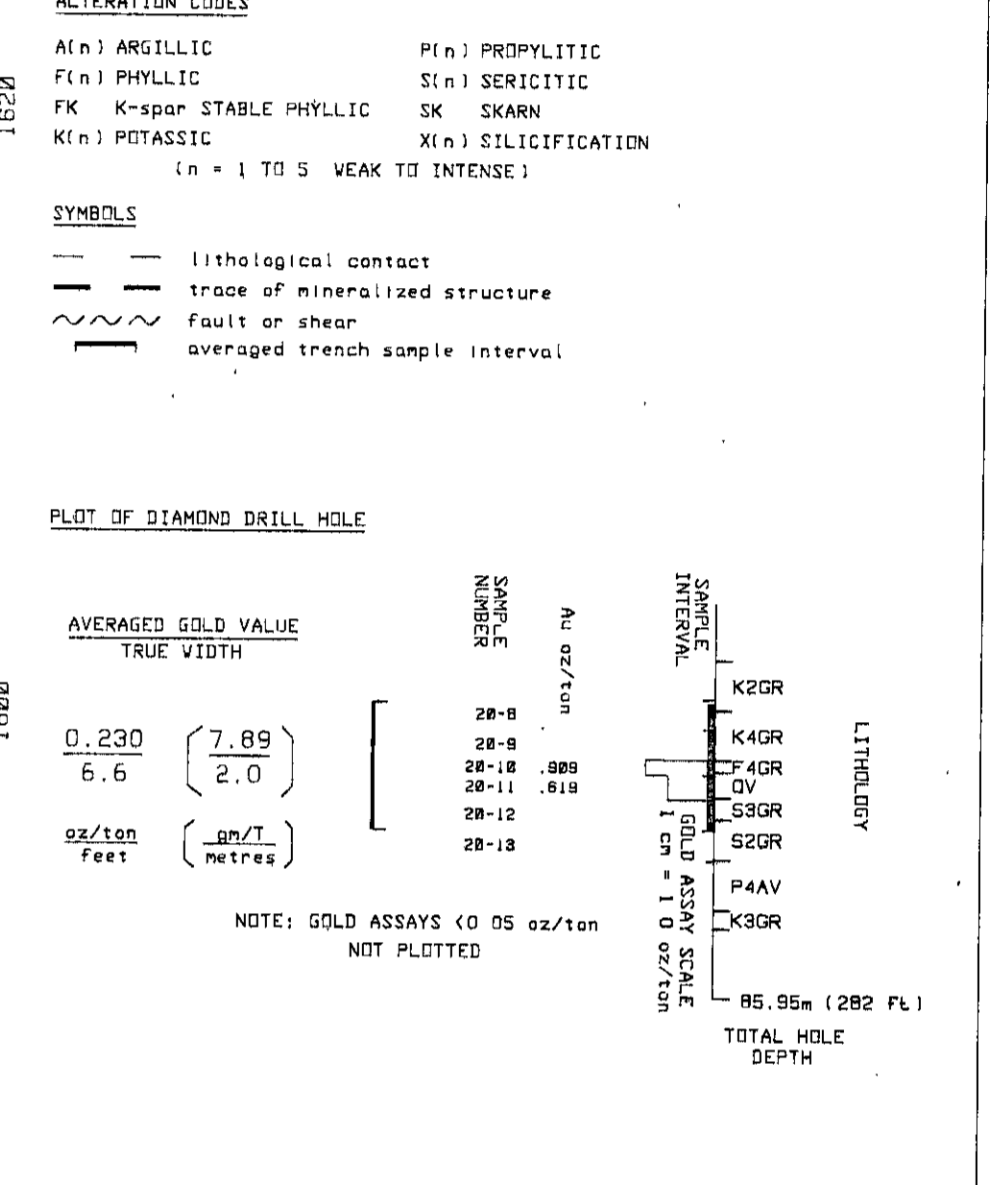 ALTERATION CODES
A(n) ARGILLIC P(n) PROPYLITIC
F(n) PHYLLIC S(n) SERICITIC
FK K-spar STABLE PHYLLIC SK SKARN
K(n) POTASSIC X(n) SILICIFICATION
(n = 1 TO 5 WEAK TO INTENSE)
1620
SYMBOLS
lithological contact
trace of mineralized structure
fault or shear
averaged trench sample interval
PLOT OF DIAMOND DRILL HOLE
AVERAGED GOLD VALUE
TRUE WIDTH
SAMPLE
NUMBER
Au oz/ton
SAMPLE
INTERVAL
LITHOLOGY
1600
0.230 (7.89)
6.6 2.0
oz/ton (gm/T)
feet metres
20-8
20-9
20-10 .909
20-11 .619
20-12
20-13
K2GR
K4GR
F4GR
QV
S3GR
S2GR
P4AV
K3GR
GOLD ASSAY SCALE
1 cm = 1 0 oz/ton
NOTE: GOLD ASSAYS <0 05 oz/ton
NOT PLOTTED
85.95m (282 Ft)
TOTAL HOLE
DEPTH